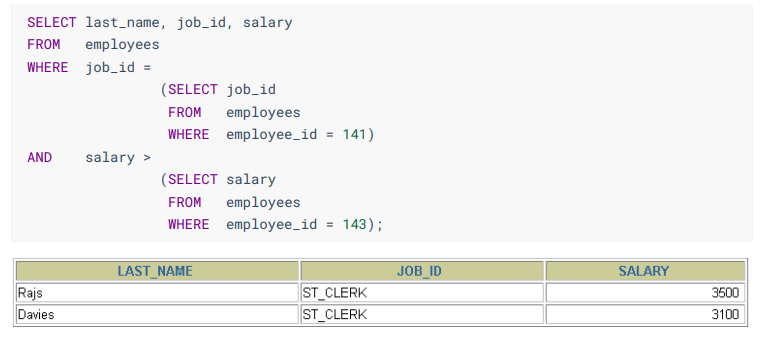 SELECT last_name, job_id, salary
FROM   employees
WHERE  job_id =
                (SELECT job_id
                 FROM   employees
                 WHERE  employee_id = 141)
AND    salary >
                (SELECT salary
                 FROM   employees
                 WHERE  employee_id = 143);
LAST_NAME JOB_ID SALARY
Rajs ST_CLERK 3500
Davies ST_CLERK 3100